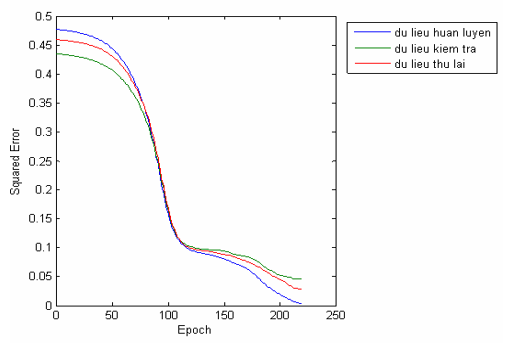 0.5
0.45
0.4
0.35
0.3
0.25
0.2
0.15
0.1
0.05
0
Squared Error
0 50 100 150 200 250
Epoch
du lieu huan luyen
du lieu kiem tra
du lieu thu lai